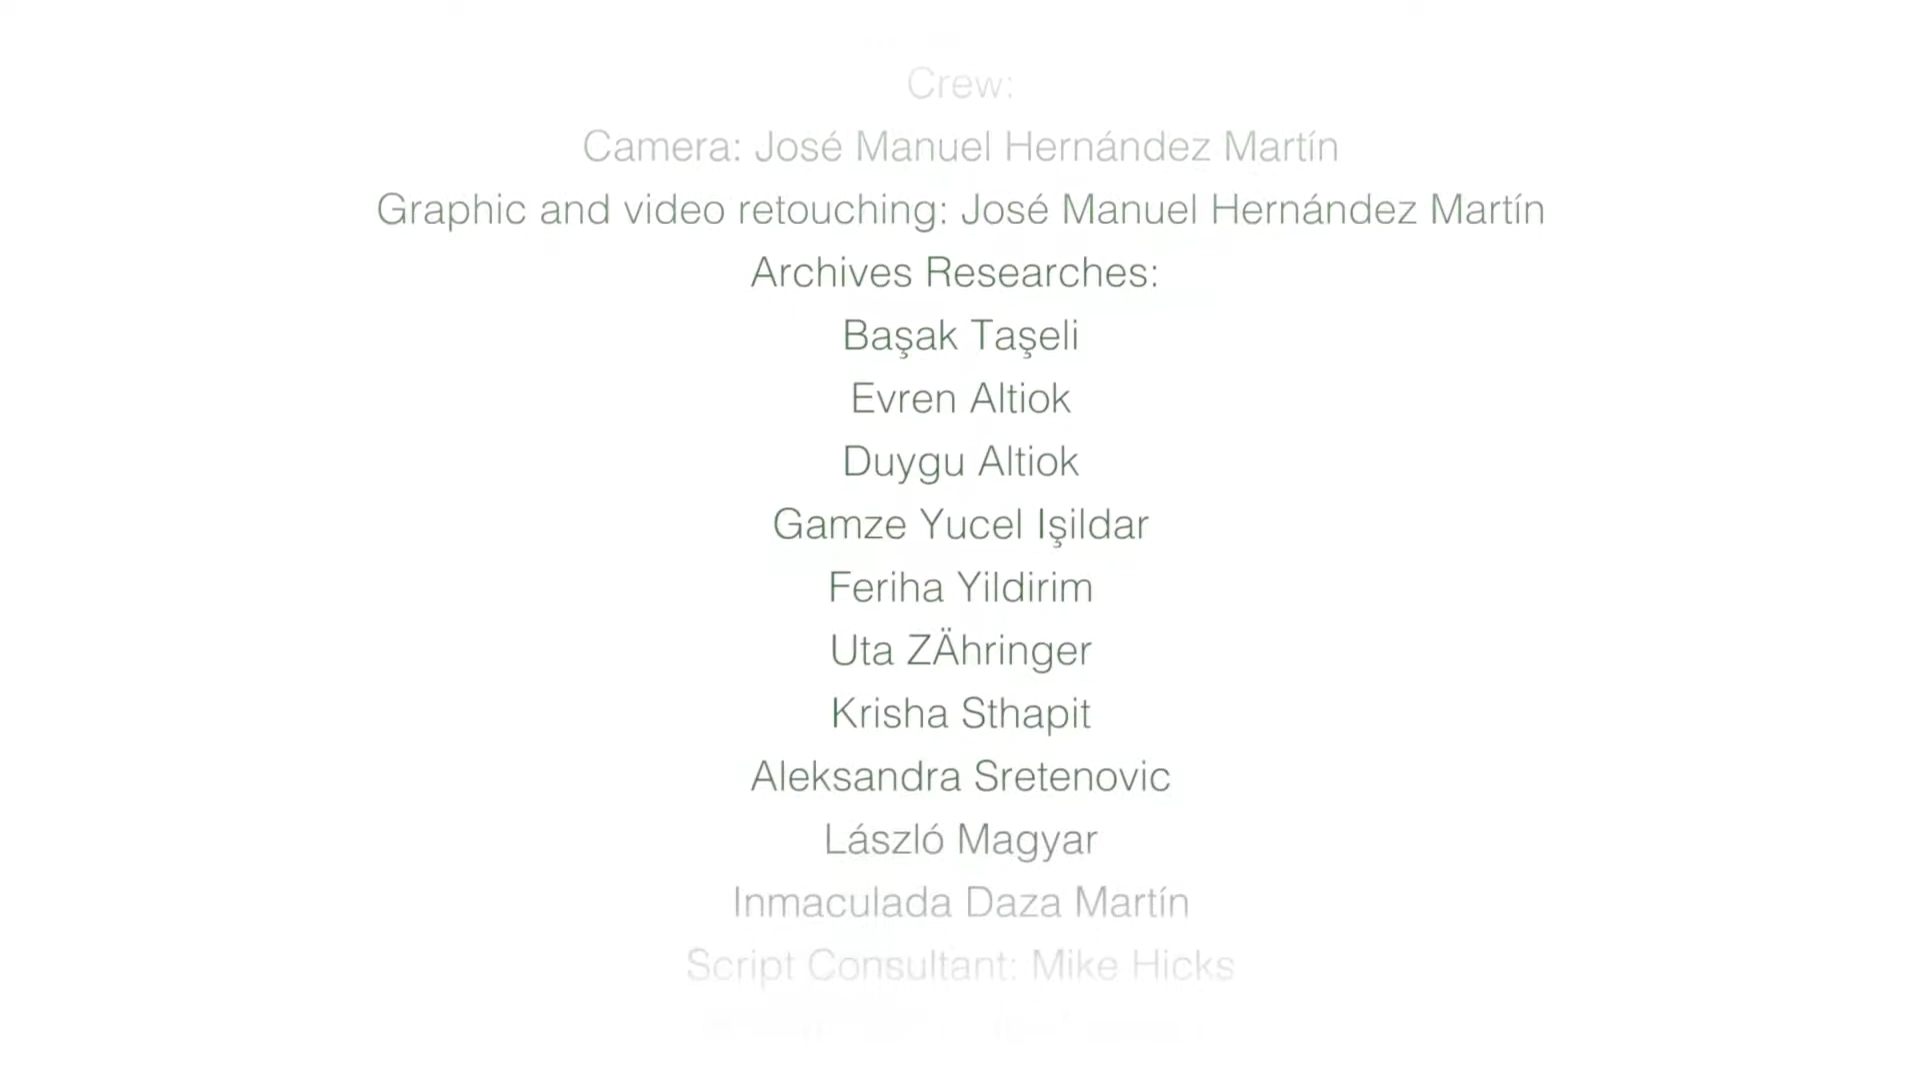 Crew:
Camera: José Manuel Hernández Martín
Graphic and video retouching: José Manuel Hernández Martín
Archives Researches:
Başak Taşeli
Evren Altiok
Duygu Altiok
Gamze Yucel Işildar
Feriha Yildirim
Uta ZÄhringer
Krisha Sthapit
Aleksandra Sretenovic
László Magyar
Inmaculada Daza Martín
Script Consultant: Mike Hicks